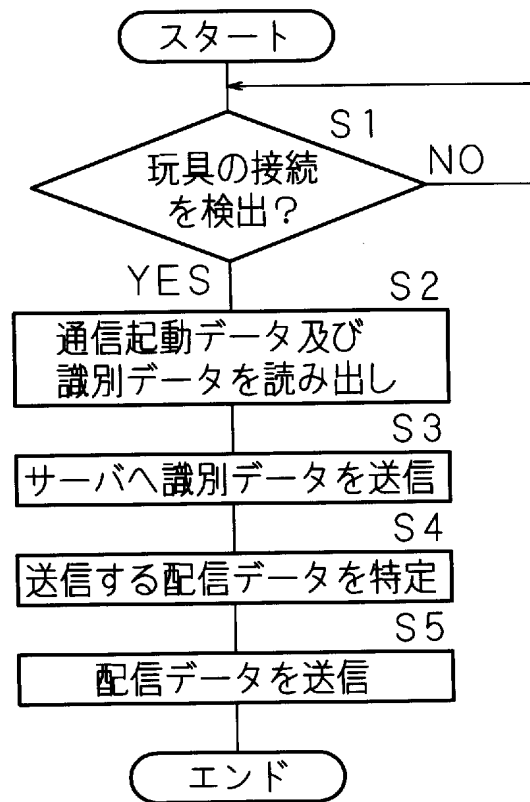 スタート
S1
玩具の接続
を検出?
NO
YES
S2
通信起動データ及び
識別データを読み出し
S3
サーバへ識別データを送信
S4
送信する配信データを特定
S5
配信データを送信
エンド